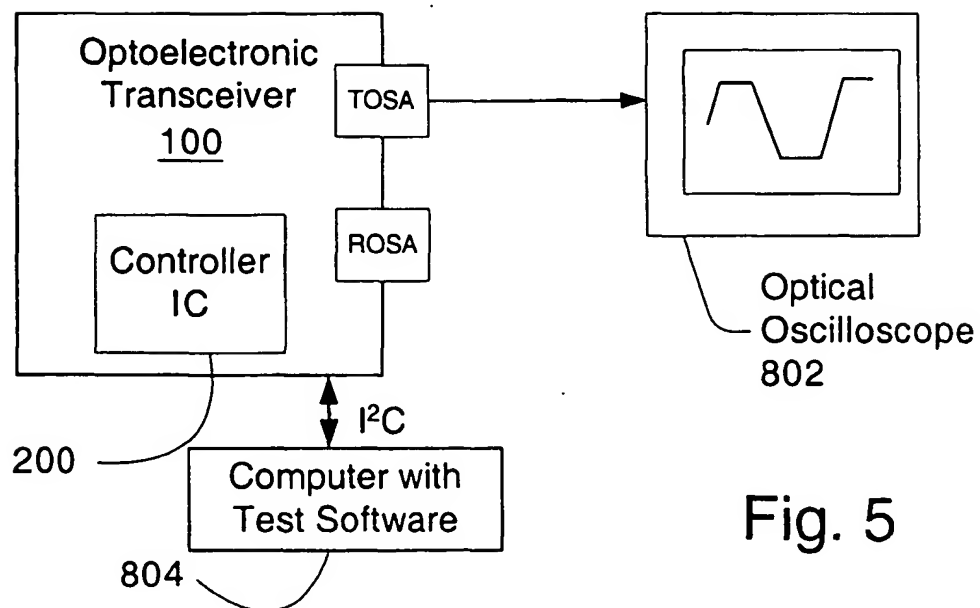 Optoelectronic
Transceiver
100
TOSA
ROSA
Controller
IC
200
I²C
Computer with
Test Software
804
Optical
Oscilloscope
802
Fig. 5